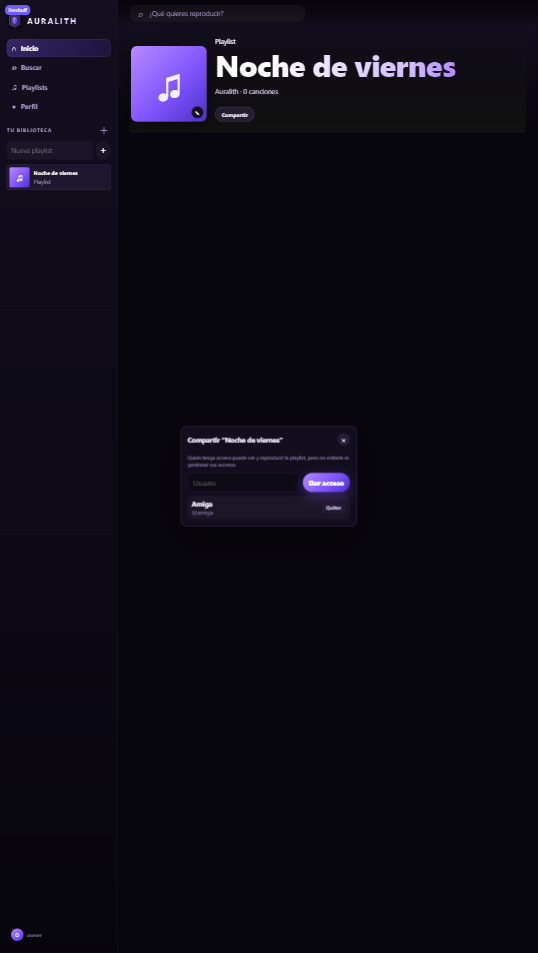 AURALITH
Inicio
Buscar
Playlists
Perfil
TU BIBLIOTECA
Nueva playlist
Noche de viernes
Playlist
owner
¿Qué quieres reproducir?
Playlist
Noche de viernes
Auralith · 0 canciones
Compartir
Compartir "Noche de viernes"
Quien tenga acceso puede ver y reproducir la playlist, pero no editarla ni
gestionar sus accesos.
Usuario
Dar acceso
Amiga
@amiga
Quitar